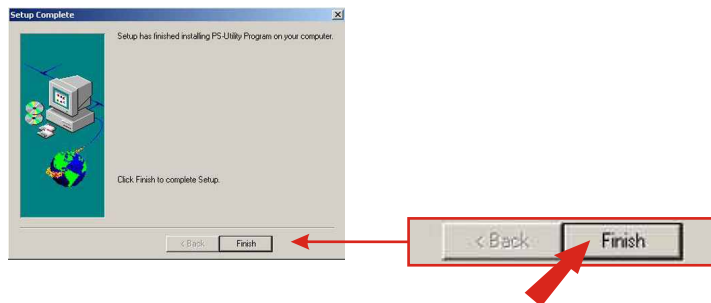 Setup Complete
Setup has finished installing PS-Utility Program on your computer.
Click Finish to complete Setup.
< Back Finish
< Back Finish